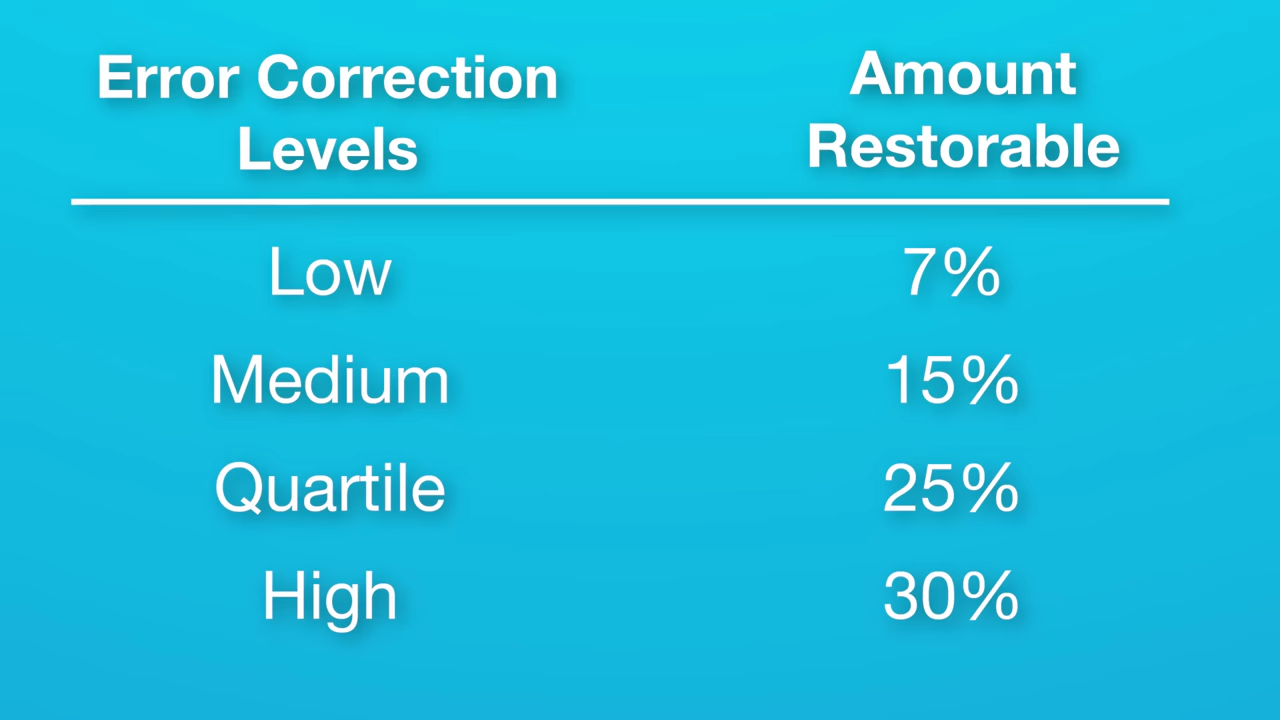 Error Correction
Levels
Amount
Restorable
Low 7%
Medium 15%
Quartile 25%
High 30%